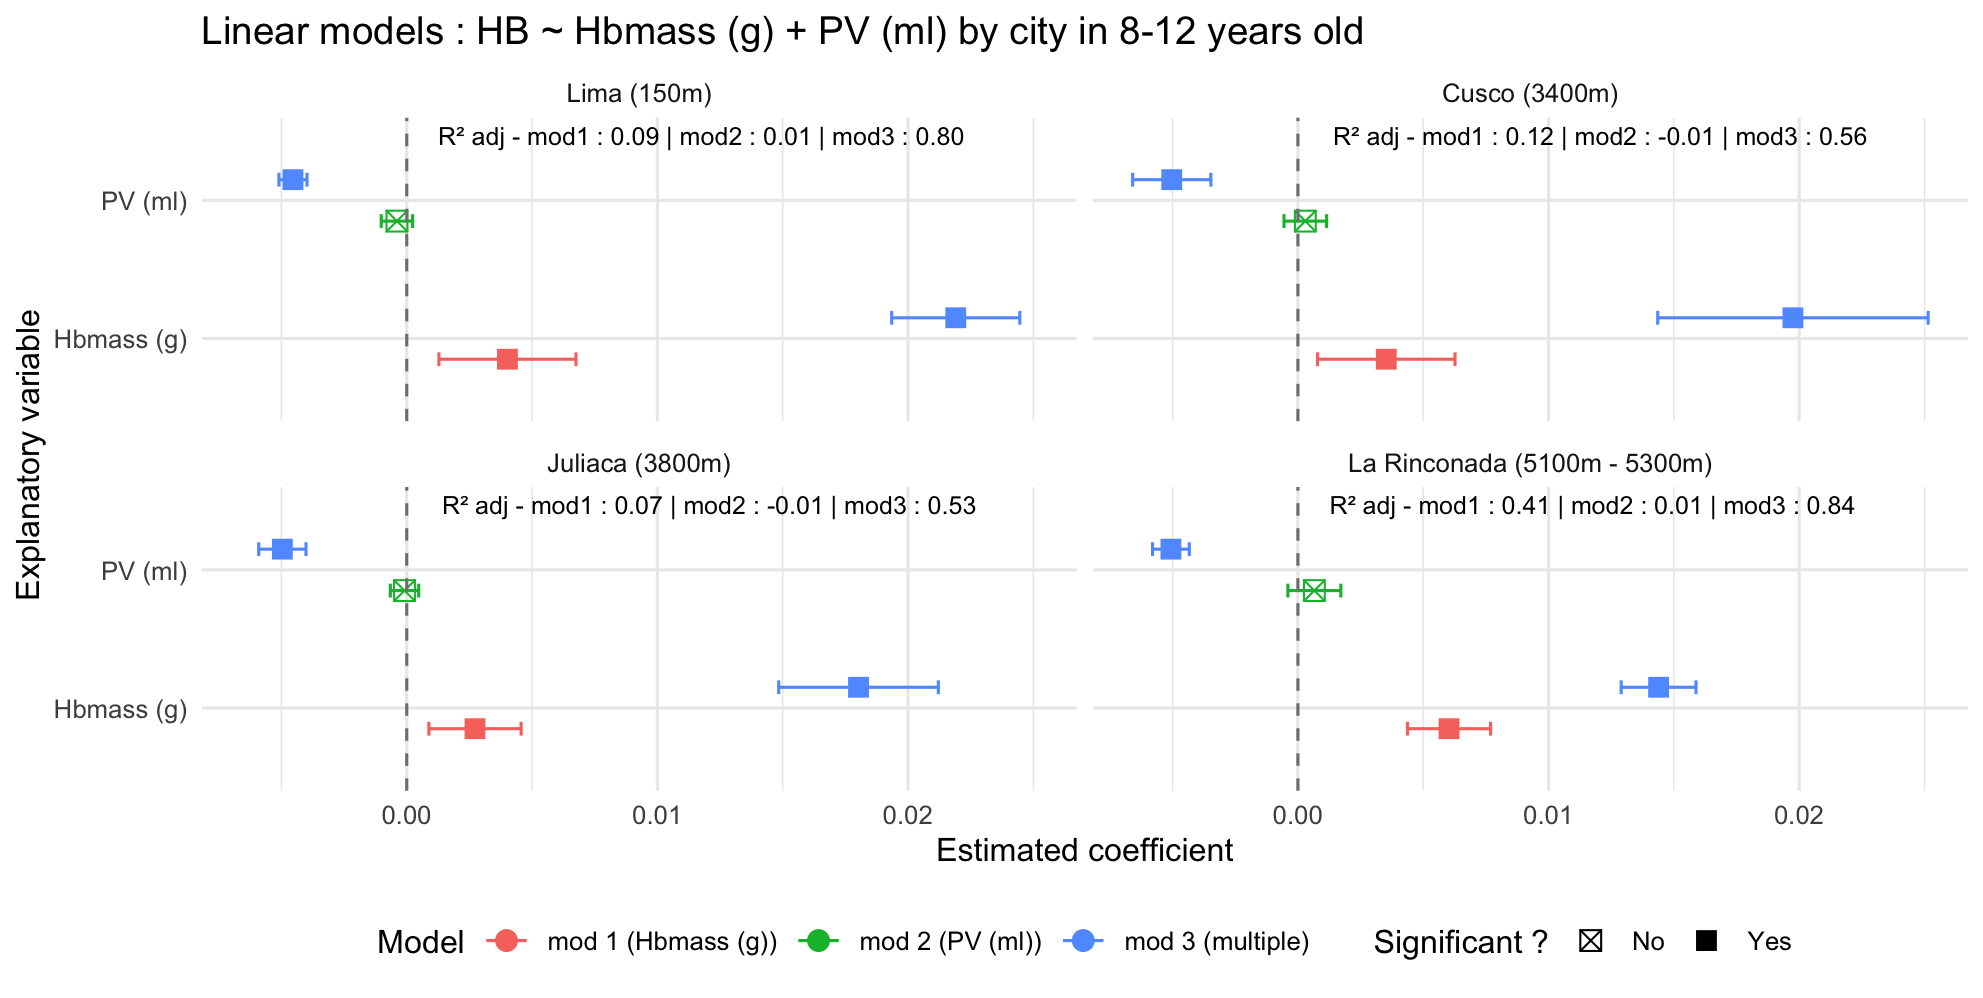 Linear models : HB ~ Hbmass (g) + PV (ml) by city in 8-12 years old
Lima (150m)
Cusco (3400m)
R² adj - mod1 : 0.09 | mod2 : 0.01 | mod3 : 0.80
R² adj - mod1 : 0.12 | mod2 : -0.01 | mod3 : 0.56
PV (ml)
Hbmass (g)
Explanatory variable
Juliaca (3800m)
La Rinconada (5100m - 5300m)
R² adj - mod1 : 0.07 | mod2 : -0.01 | mod3 : 0.53
R² adj - mod1 : 0.41 | mod2 : 0.01 | mod3 : 0.84
PV (ml)
Hbmass (g)
0.00 0.01 0.02
0.00 0.01 0.02
Estimated coefficient
Model mod 1 (Hbmass (g)) mod 2 (PV (ml)) mod 3 (multiple) Significant ? No Yes